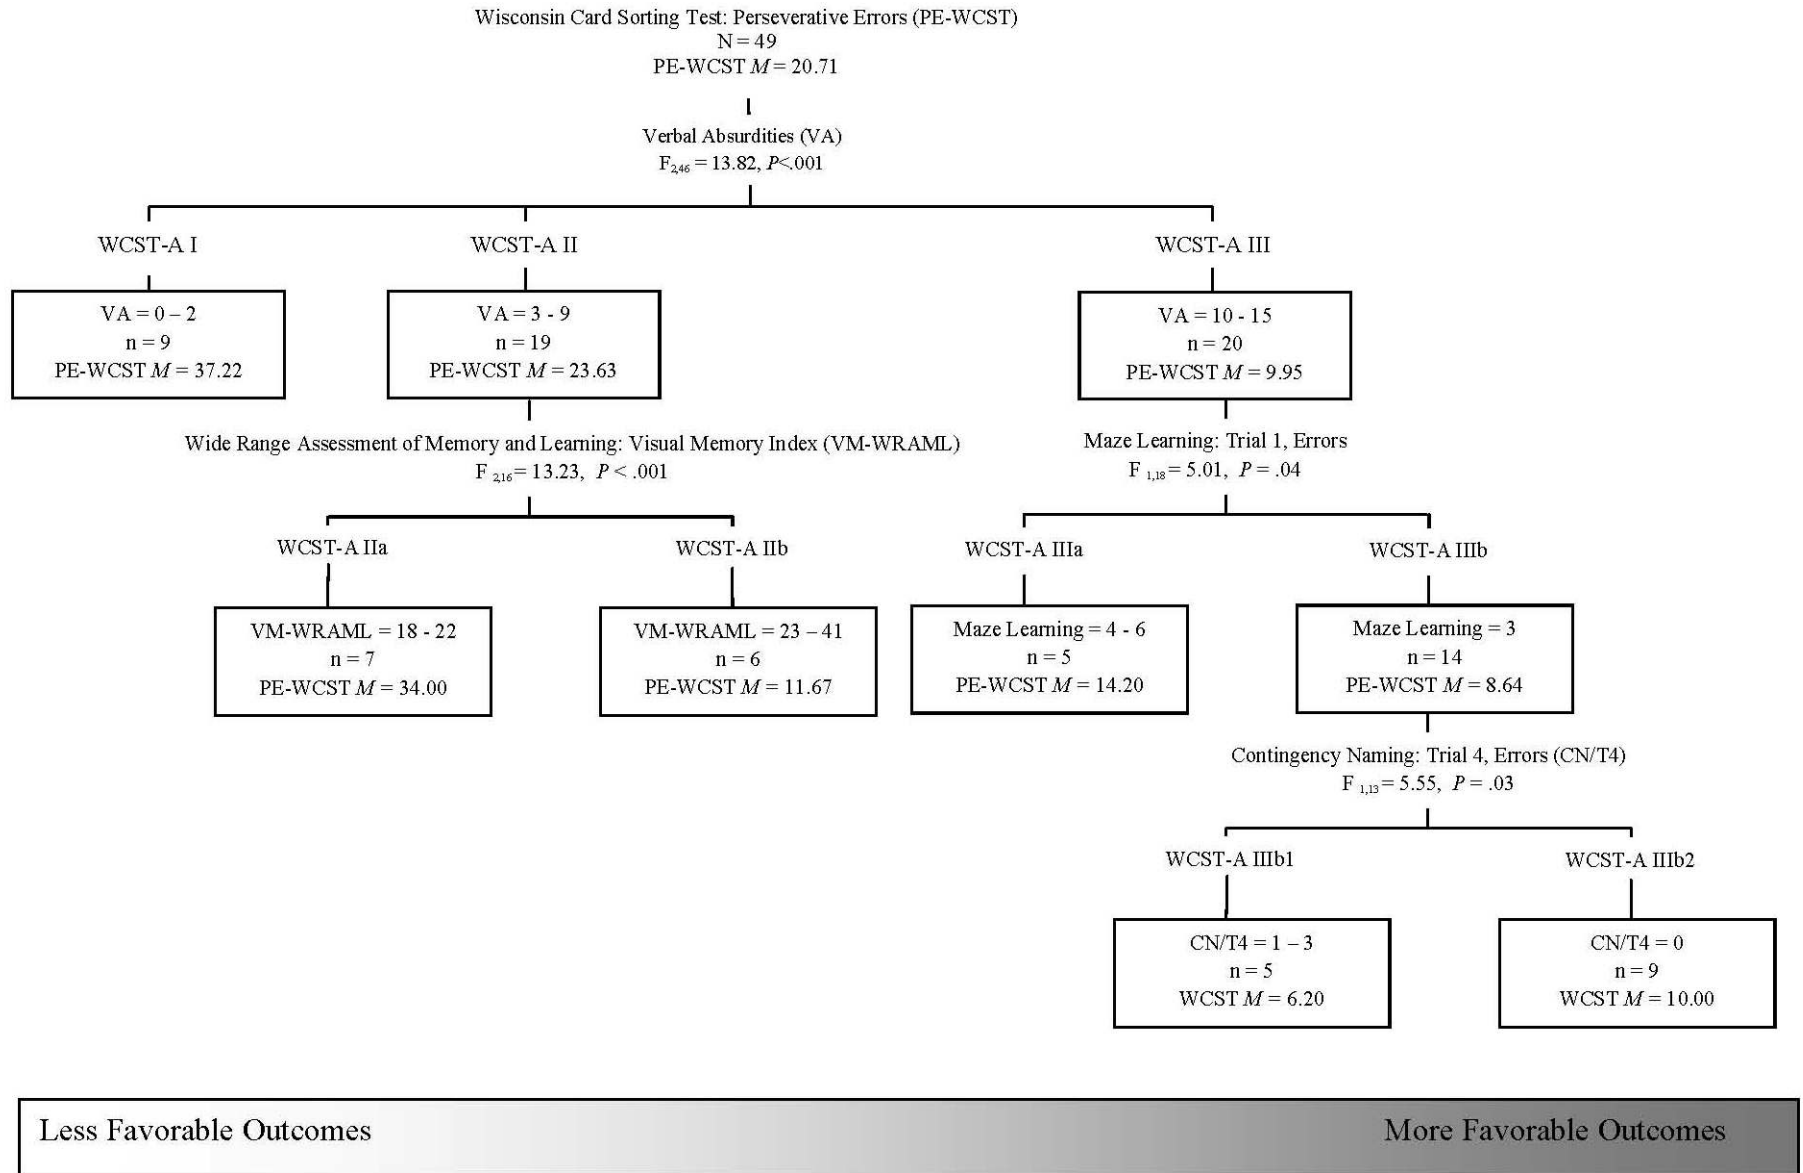 Wisconsin Card Sorting Test: Perseverative Errors (PE-WCST)
N = 49
PE-WCST M = 20.71
Verbal Absurdities (VA)
F2,46 = 13.82, P<.001
WCST-A I
WCST-A II
WCST-A III
VA = 0 – 2
n = 9
PE-WCST M = 37.22
VA = 3 - 9
n = 19
PE-WCST M = 23.63
VA = 10 - 15
n = 20
PE-WCST M = 9.95
Wide Range Assessment of Memory and Learning: Visual Memory Index (VM-WRAML)
F 2,16 = 13.23, P < .001
Maze Learning: Trial 1, Errors
F 1,18 = 5.01, P = .04
WCST-A IIa
WCST-A IIb
WCST-A IIIa
WCST-A IIIb
VM-WRAML = 18 - 22
n = 7
PE-WCST M = 34.00
VM-WRAML = 23 – 41
n = 6
PE-WCST M = 11.67
Maze Learning = 4 - 6
n = 5
PE-WCST M = 14.20
Maze Learning = 3
n = 14
PE-WCST M = 8.64
Contingency Naming: Trial 4, Errors (CN/T4)
F 1,13 = 5.55, P = .03
WCST-A IIIb1
WCST-A IIIb2
CN/T4 = 1 – 3
n = 5
WCST M = 6.20
CN/T4 = 0
n = 9
WCST M = 10.00
Less Favorable Outcomes
More Favorable Outcomes